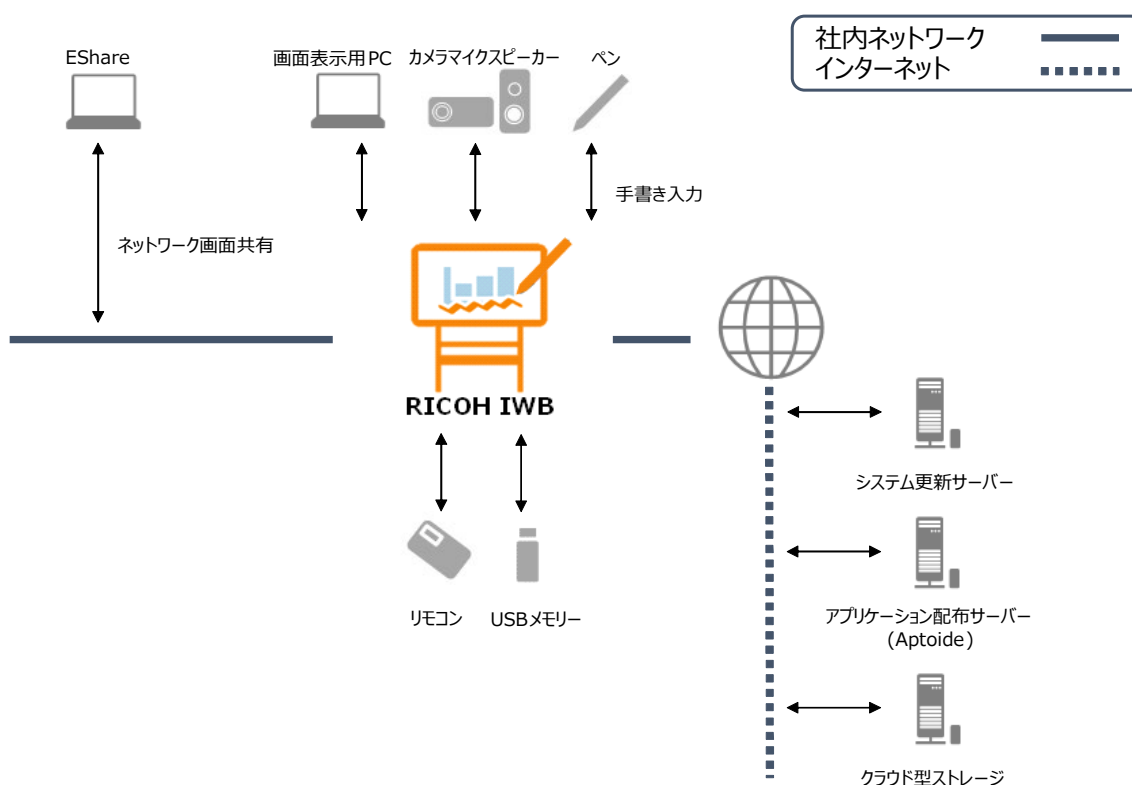 社内ネットワーク
インターネット
EShare
画面表示用PC
カメラマイクスピーカー
ペン
手書き入力
ネットワーク画面共有
RICOH IWB
システム更新サーバー
リモコン
USBメモリー
アプリケーション配布サーバー
(Aptoide)
クラウド型ストレージ